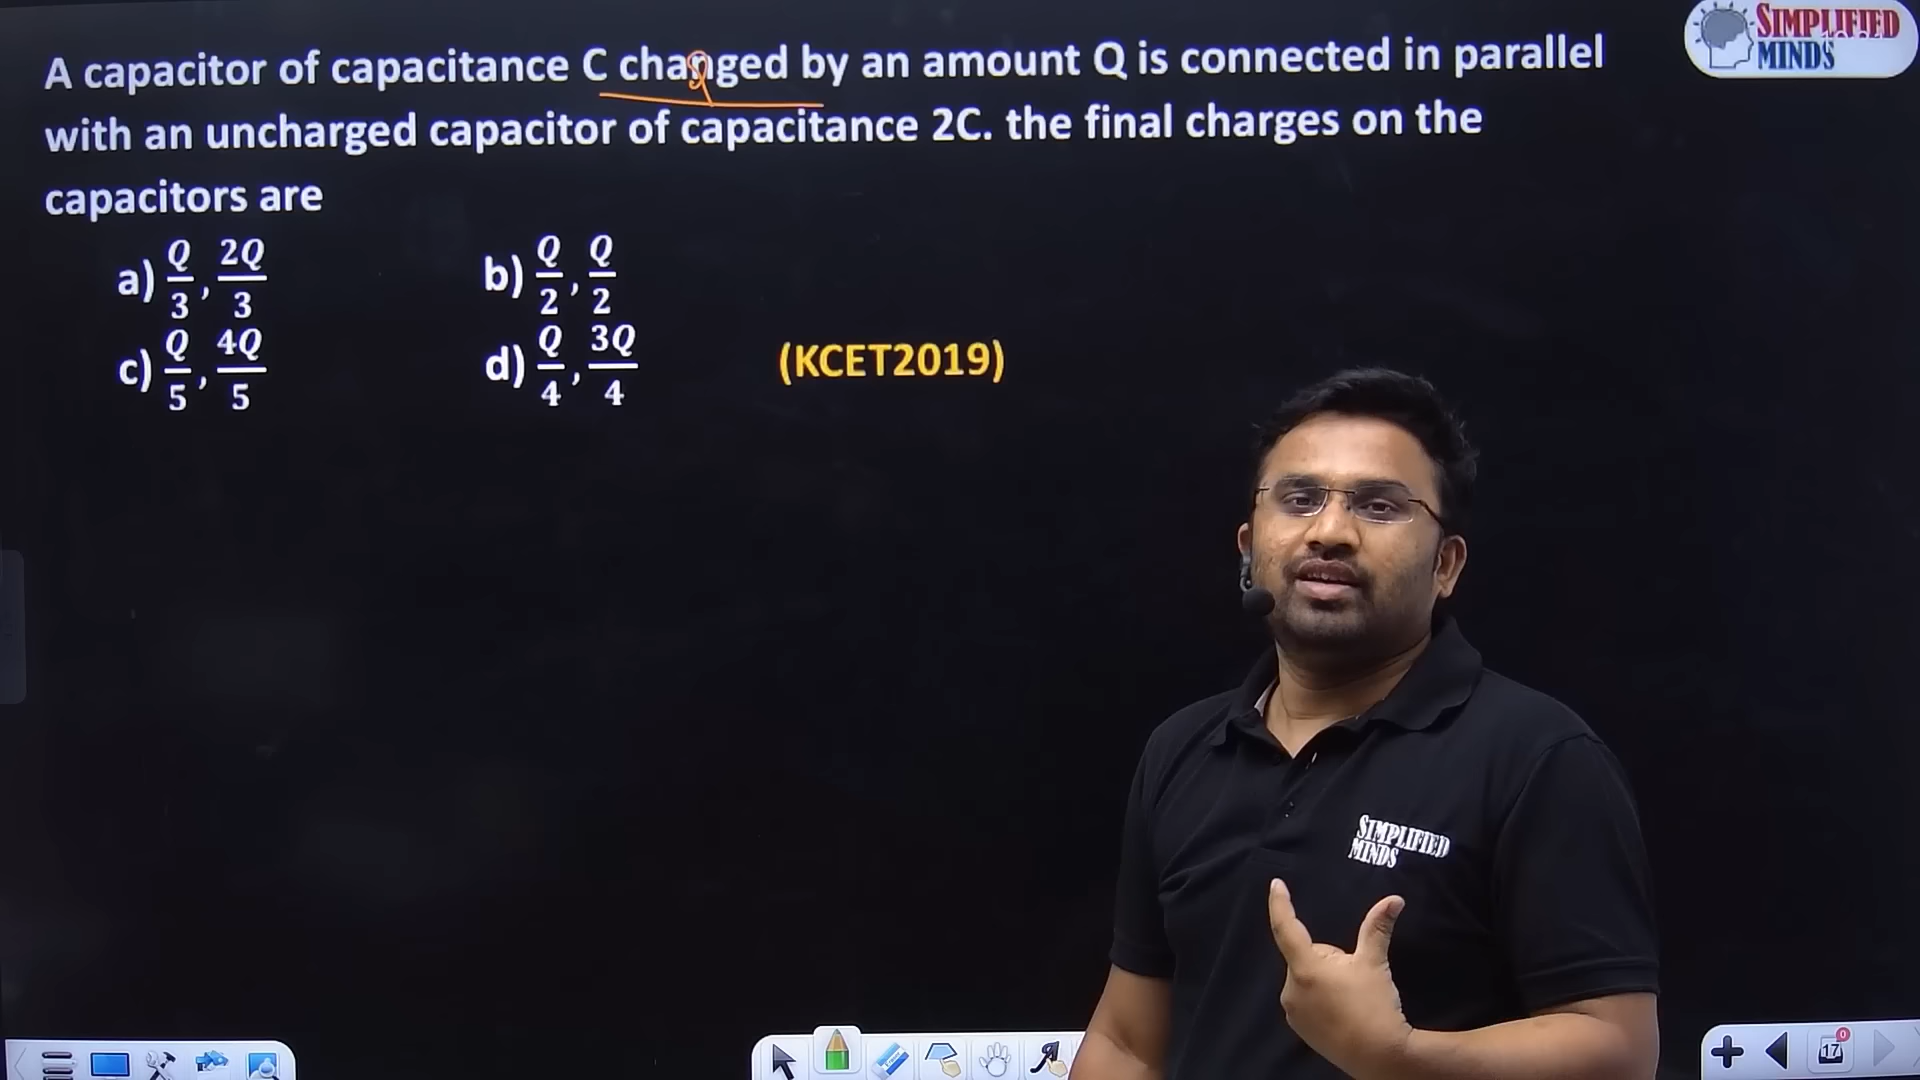 A capacitor of capacitance C changed by an amount Q is connected in parallel
with an uncharged capacitor of capacitance 2C. the final charges on the
capacitors are
a) Q/3, 2Q/3
b) Q/2, Q/2
c) Q/5, 4Q/5
d) Q/4, 3Q/4
(KCET2019)
SIMPLIFIED
MINDS
SIMPLIFIED
MINDS
17
0